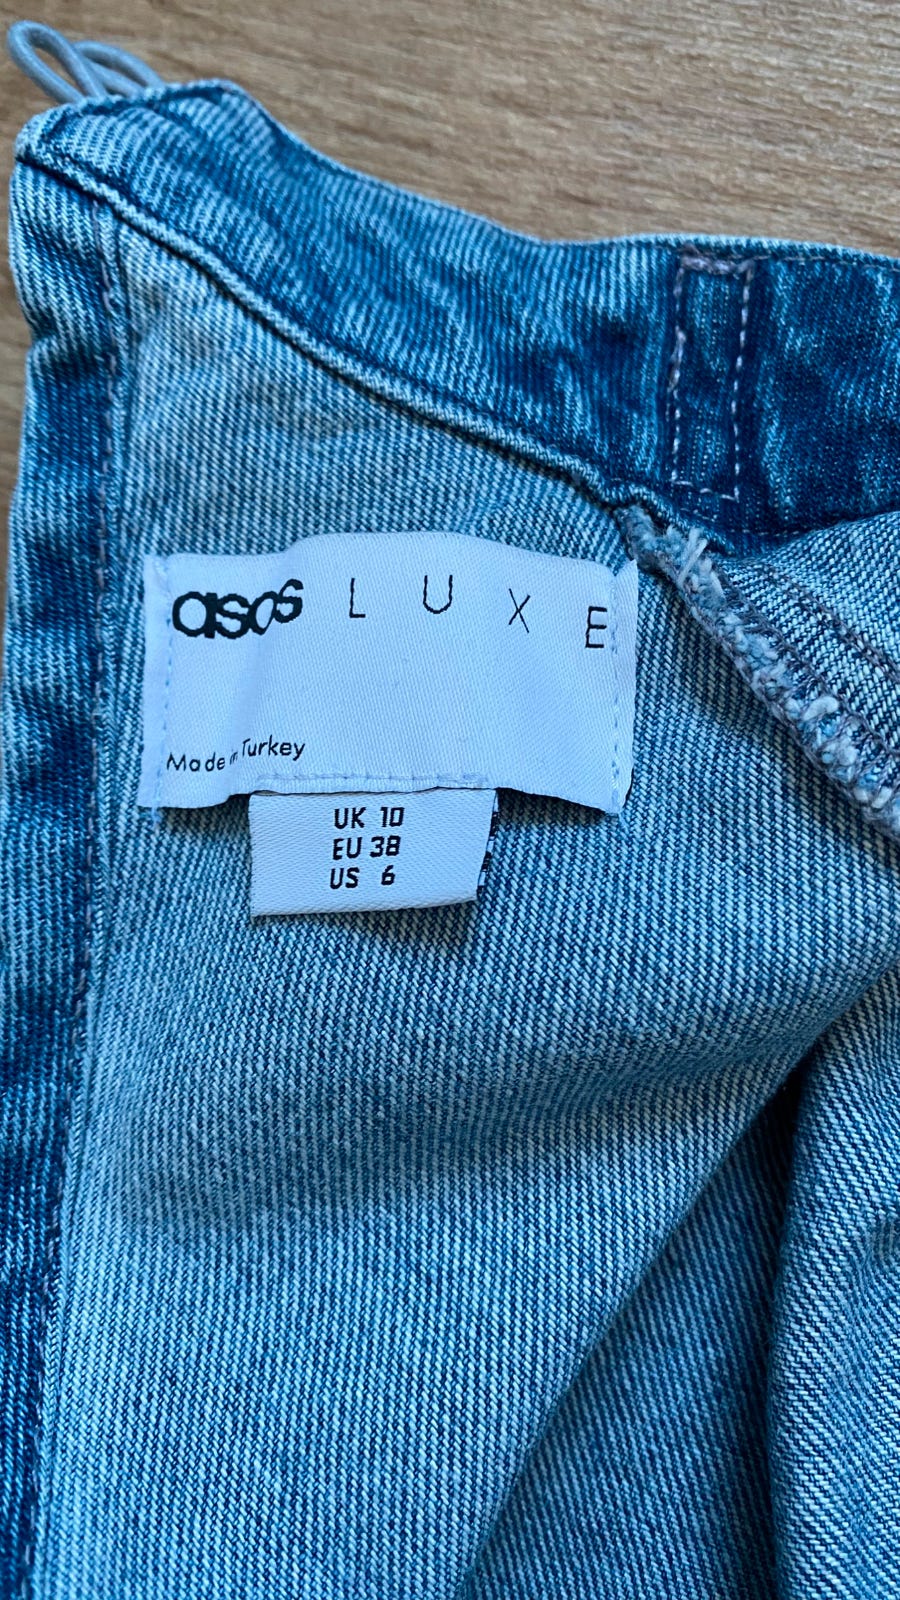 asos LUXE
Made in Turkey
UK 10
EU 38
US 6